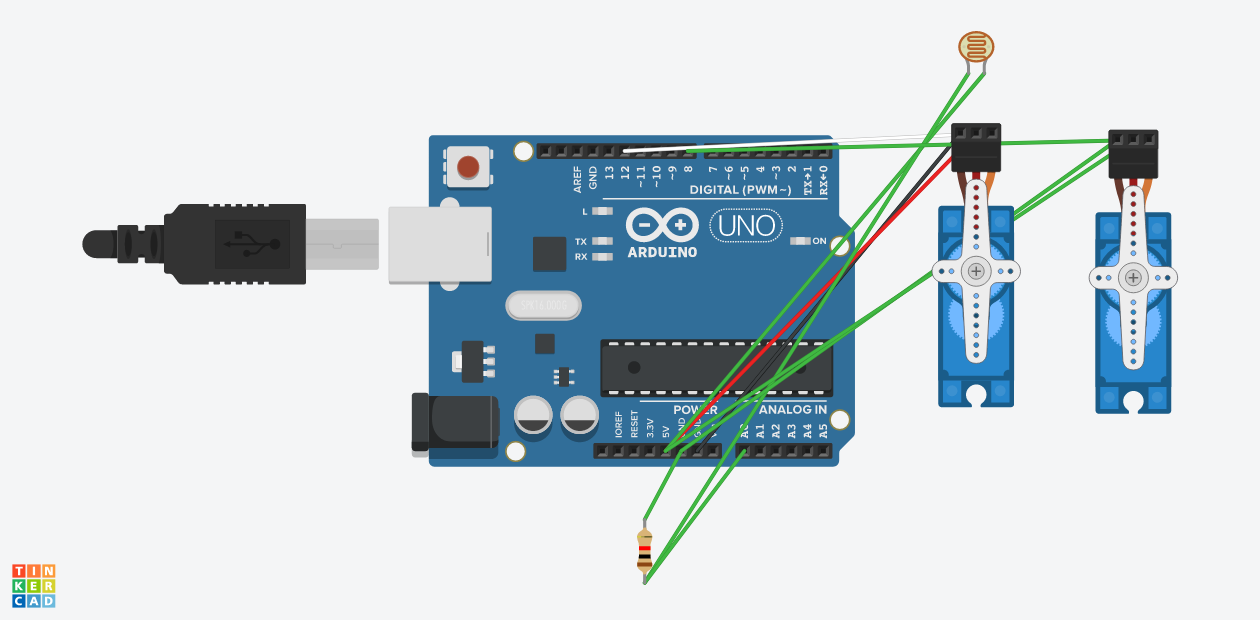 AREF
GND
13
12
~11
~10
~9
8
7
~6
~5
4
~3
2
TX→1
RX←0
DIGITAL (PWM~)
L
TX
RX
UNO
ON
ARDUINO
IOREF
RESET
3.3V
5V
GND
POWER
ANALOG IN
A0
A1
A2
A3
A4
A5
TIN
KER
CAD